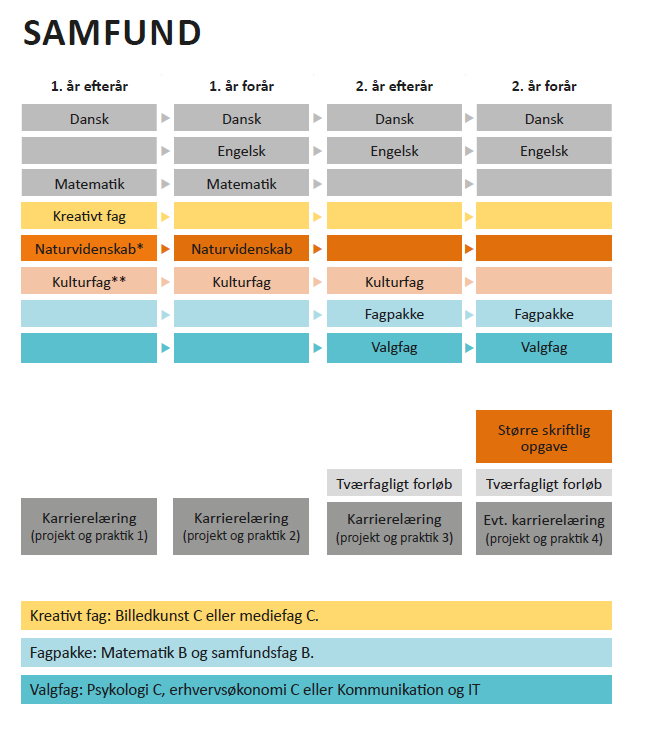 SAMFUND
1. år efterår 1. år forår 2. år efterår 2. år forår
Dansk Dansk Dansk Dansk
Engelsk Engelsk Engelsk
Matematik Matematik
Kreativt fag
Naturvidenskab* Naturvidenskab
Kulturfag** Kulturfag Kulturfag
Fagpakke Fagpakke
Valgfag Valgfag
Større skriftlig
opgave
Tværfagligt forløb Tværfagligt forløb
Karrierelæring Karrierelæring Karrierelæring Evt. karrierelæring
(projekt og praktik 1) (projekt og praktik 2) (projekt og praktik 3) (projekt og praktik 4)
Kreativt fag: Billedkunst C eller mediefag C.
Fagpakke: Matematik B og samfundsfag B.
Valgfag: Psykologi C, erhvervsøkonomi C eller Kommunikation og IT